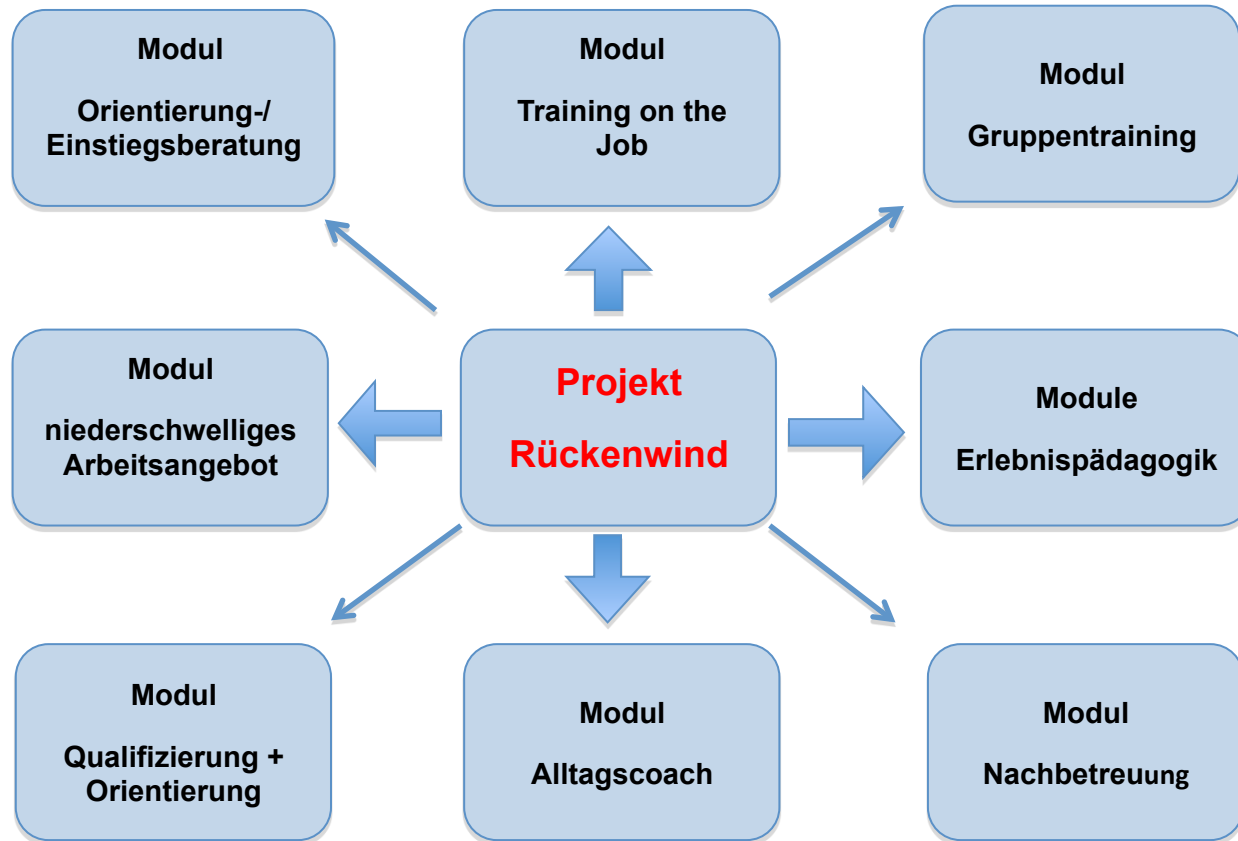 Modul
Orientierung-/
Einstiegsberatung
Modul
Training on the
Job
Modul
Gruppentraining
Modul
niederschwelliges
Arbeitsangebot
Projekt
Rückenwind
Module
Erlebnispädagogik
Modul
Qualifizierung +
Orientierung
Modul
Alltagscoach
Modul
Nachbetreuung